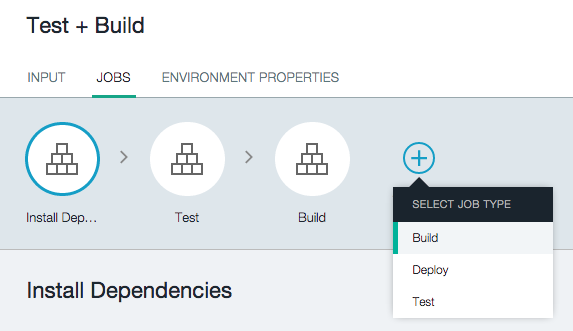 Test + Build
INPUT JOBS ENVIRONMENT PROPERTIES
Install Dep... Test Build
SELECT JOB TYPE
Build
Deploy
Test
Install Dependencies